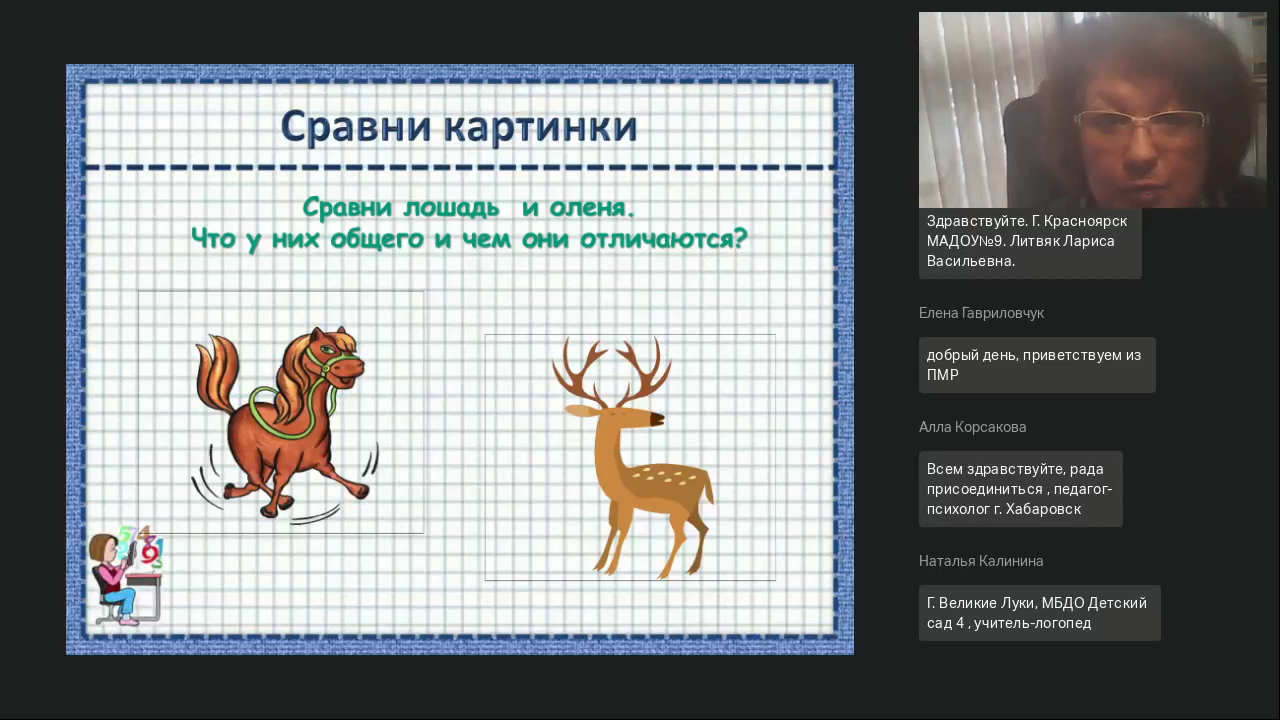 Сравни картинки
Сравни лошадь и оленя.
Что у них общего и чем они отличаются?
Здравствуйте. Г. Красноярск
МАДОУ№9. Литвяк Лариса
Васильевна.
Елена Гавриловчук
добрый день, приветствуем из
ПМР
Алла Корсакова
Всем здравствуйте, рада
присоединиться , педагог-
психолог г. Хабаровск
Наталья Калинина
Г. Великие Луки, МБДО Детский
сад 4 , учитель-логопед